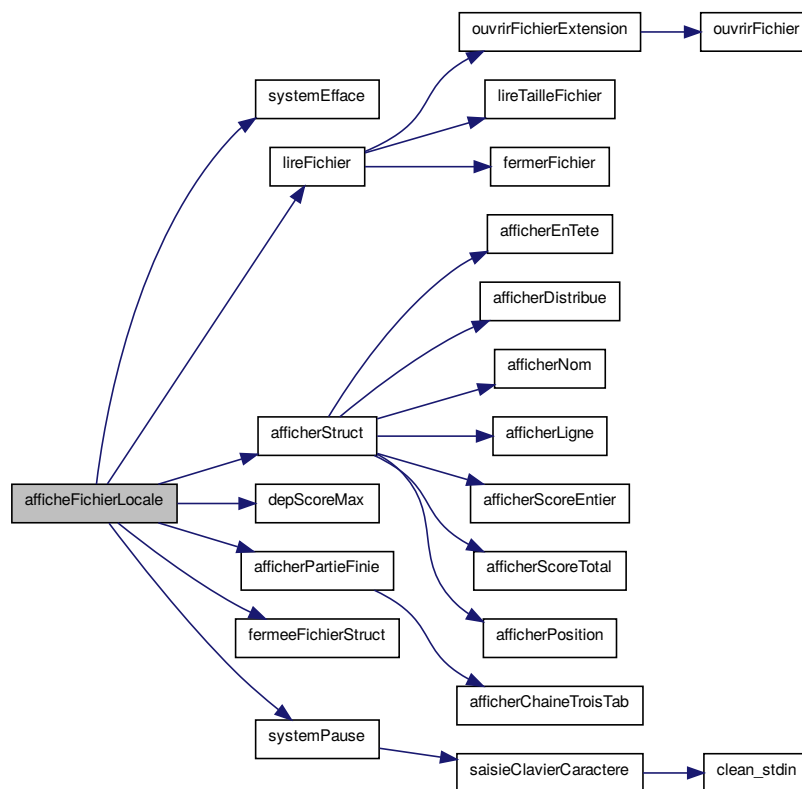 ouvrirFichierExtension
ouvrirFichier
systemEfface
lireTailleFichier
lireFichier
fermerFichier
afficherEnTete
afficherDistribue
afficherNom
afficherStruct
afficherLigne
afficheFichierLocale
depScoreMax
afficherScoreEntier
afficherPartieFinie
afficherScoreTotal
fermeeFichierStruct
afficherPosition
afficherChaineTroisTab
systemPause
saisieClavierCaractere
clean_stdin